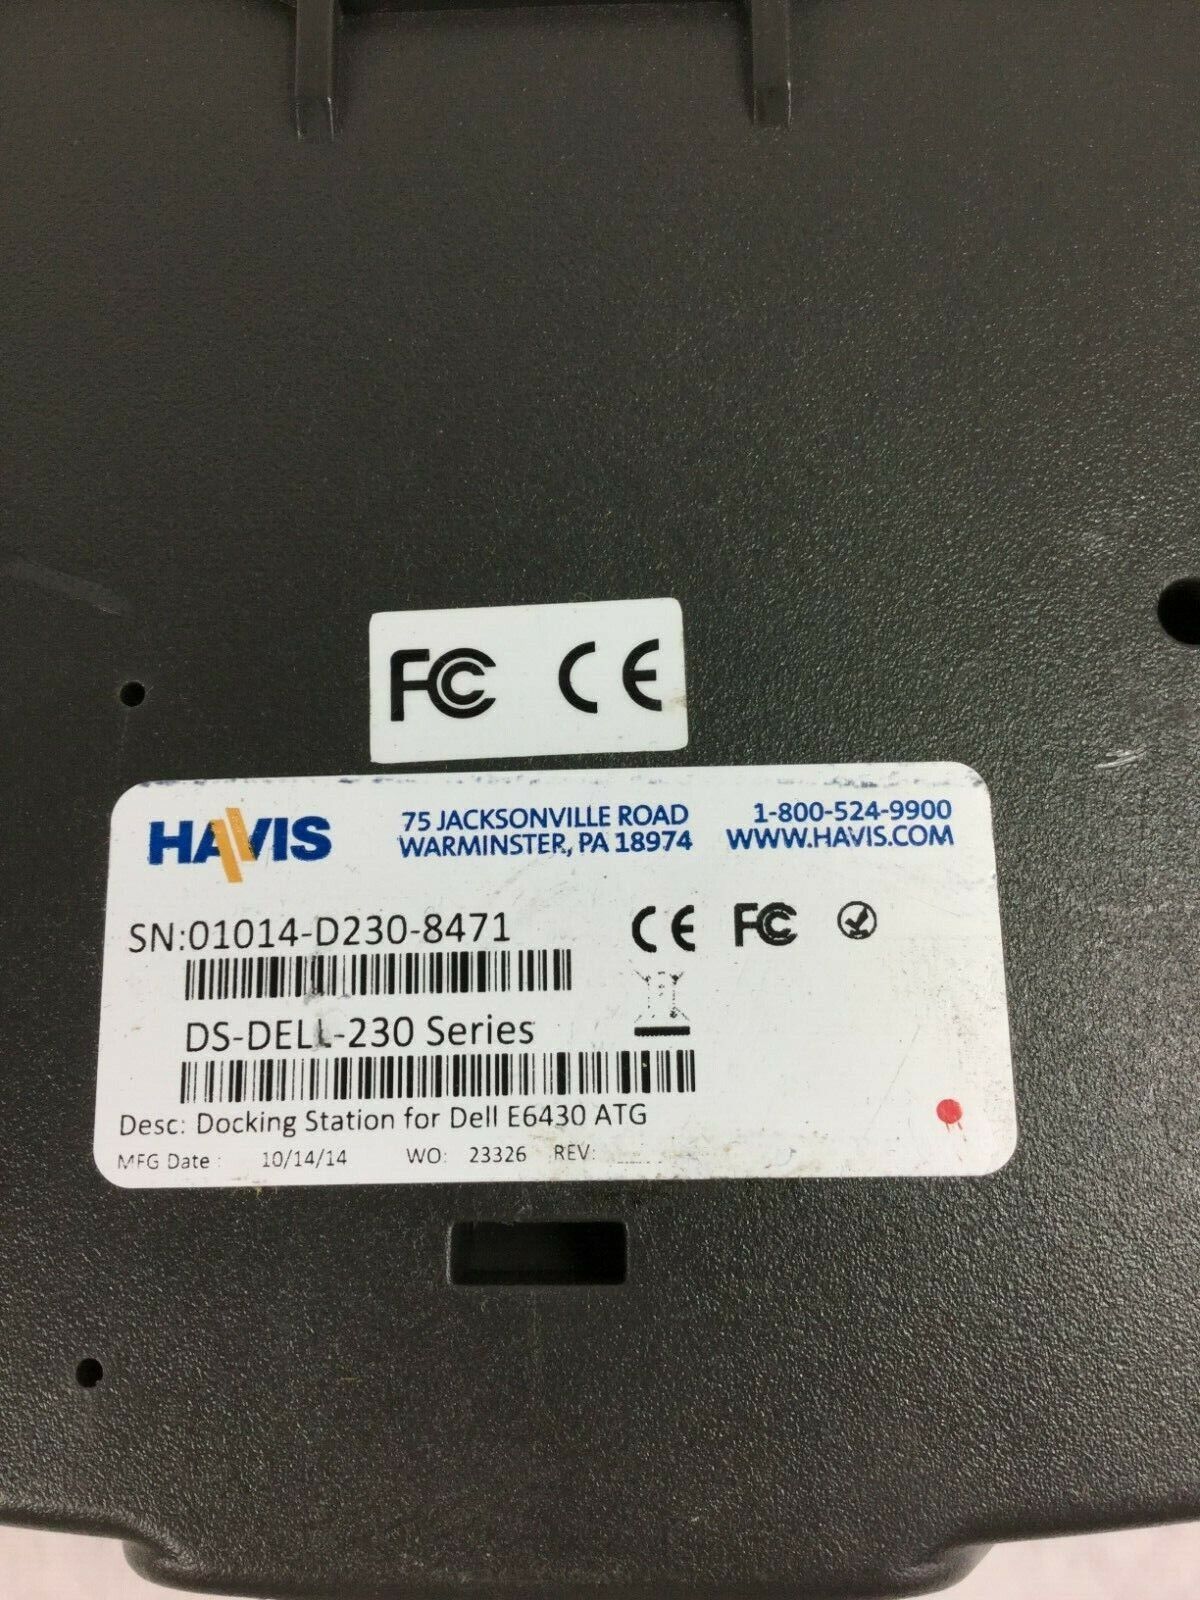 FC CE
HAVIS
75 JACKSONVILLE ROAD
WARMINSTER, PA 18974
1-800-524-9900
WWW.HAVIS.COM
SN:01014-D230-8471
CE FC
DS-DELL-230 Series
Desc: Docking Station for Dell E6430 ATG
MFG Date : 10/14/14 WO: 23326 REV: